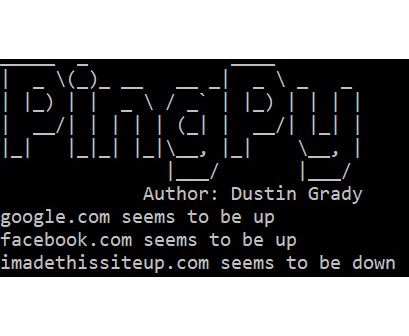 PingPy
Author: Dustin Grady
google.com seems to be up
facebook.com seems to be up
imadethissiteup.com seems to be down